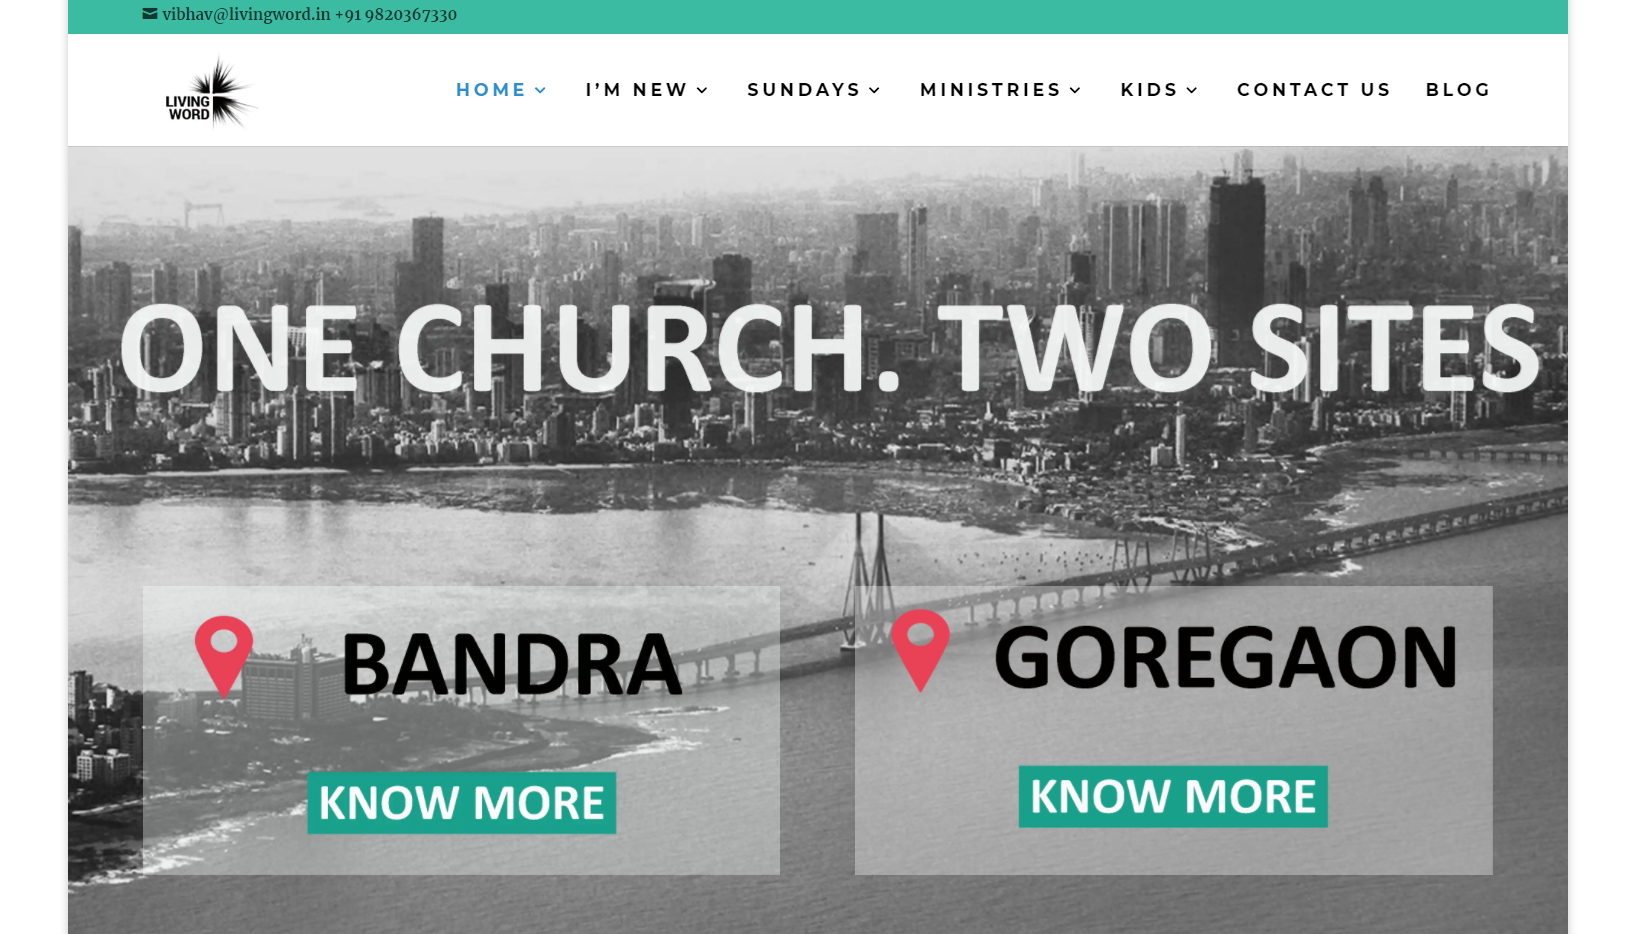 vibhav@livingword.in +91 9820367330
LIVING
WORD
HOME I’M NEW SUNDAYS MINISTRIES KIDS CONTACT US BLOG
ONE CHURCH. TWO SITES
BANDRA
KNOW MORE
GOREGAON
KNOW MORE